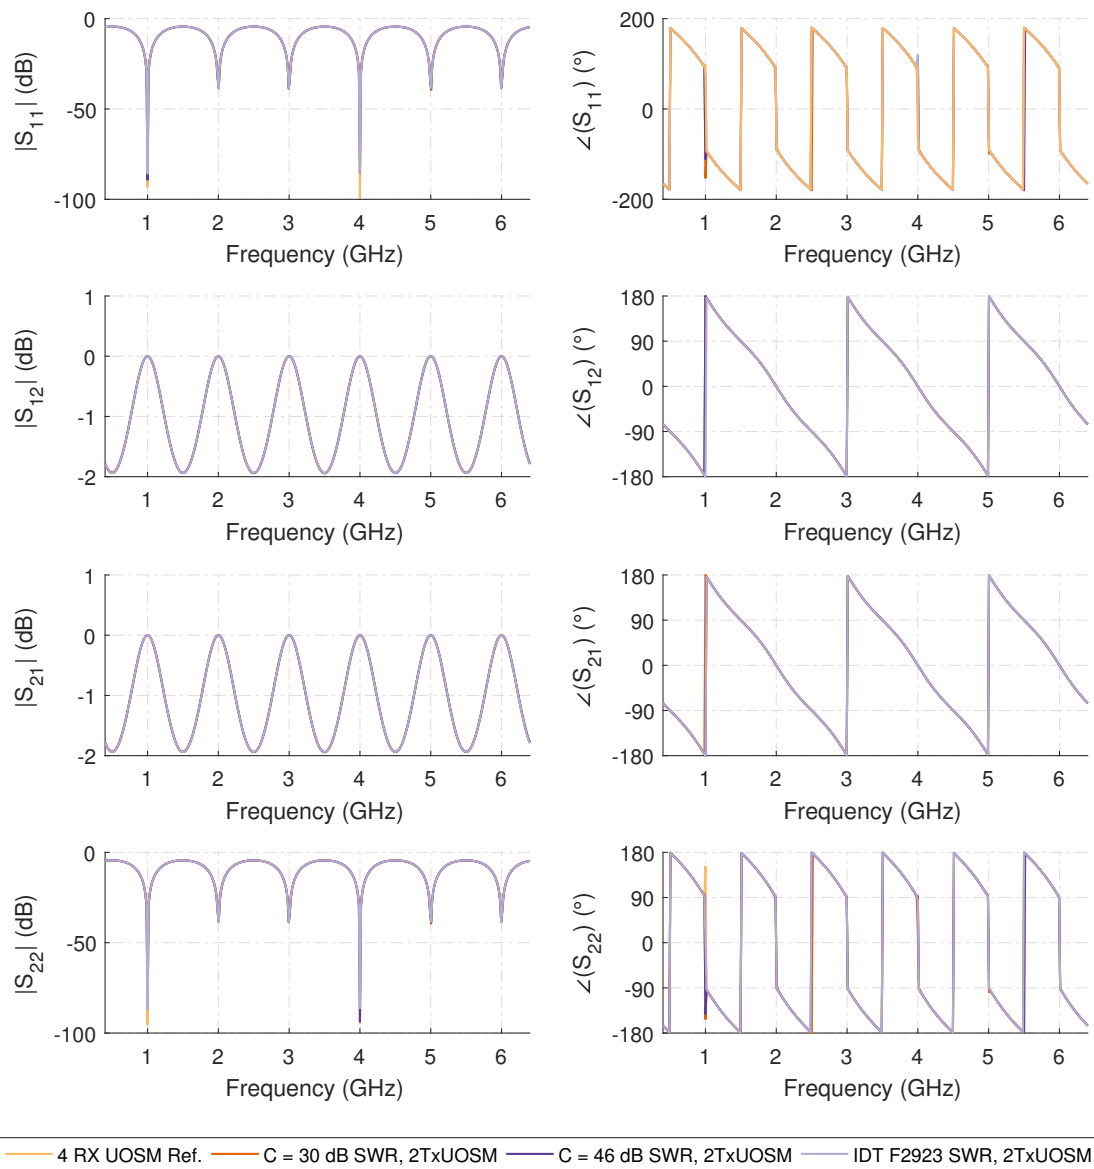 |S11| (dB)
0
-50
-100
1 2 3 4 5 6
Frequency (GHz)
∠(S11) (°)
200
0
-200
1 2 3 4 5 6
Frequency (GHz)
|S12| (dB)
1
0
-1
-2
1 2 3 4 5 6
Frequency (GHz)
∠(S12) (°)
180
90
0
-90
-180
1 2 3 4 5 6
Frequency (GHz)
|S21| (dB)
1
0
-1
-2
1 2 3 4 5 6
Frequency (GHz)
∠(S21) (°)
180
90
0
-90
-180
1 2 3 4 5 6
Frequency (GHz)
|S22| (dB)
0
-50
-100
1 2 3 4 5 6
Frequency (GHz)
∠(S22) (°)
180
90
0
-90
-180
1 2 3 4 5 6
Frequency (GHz)
4 RX UOSM Ref.
C = 30 dB SWR, 2TxUOSM
C = 46 dB SWR, 2TxUOSM
IDT F2923 SWR, 2TxUOSM